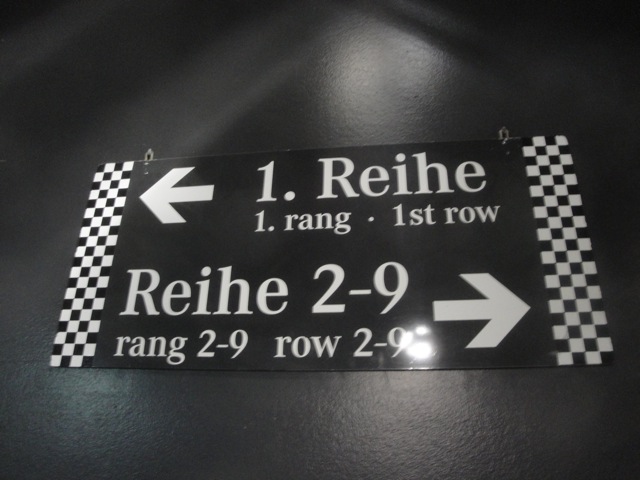 1. Reihe
1. rang · 1st row
Reihe 2-9
rang 2-9 row 2-9